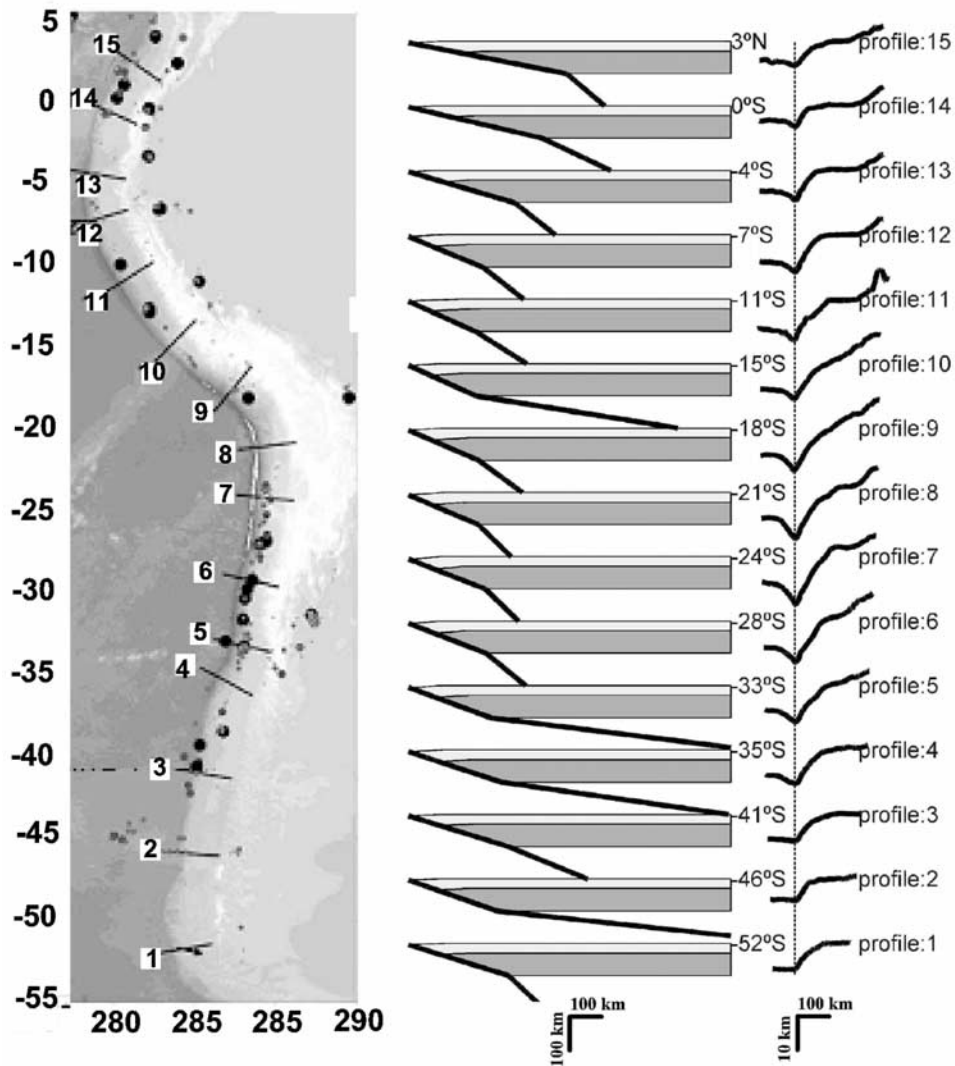 5
0
-5
-10
-15
-20
-25
-30
-35
-40
-45
-50
-55
280 285 285 290
15
14
13
12
11
10
9
8
7
6
5
4
3
2
1
3ºN
0ºS
-4ºS
-7ºS
-11ºS
-15ºS
-18ºS
-21ºS
-24ºS
-28ºS
-33ºS
-35ºS
-41ºS
-46ºS
-52ºS
100 km
100 km
profile:15
profile:14
profile:13
profile:12
profile:11
profile:10
profile:9
profile:8
profile:7
profile:6
profile:5
profile:4
profile:3
profile:2
profile:1
100 km
10 km